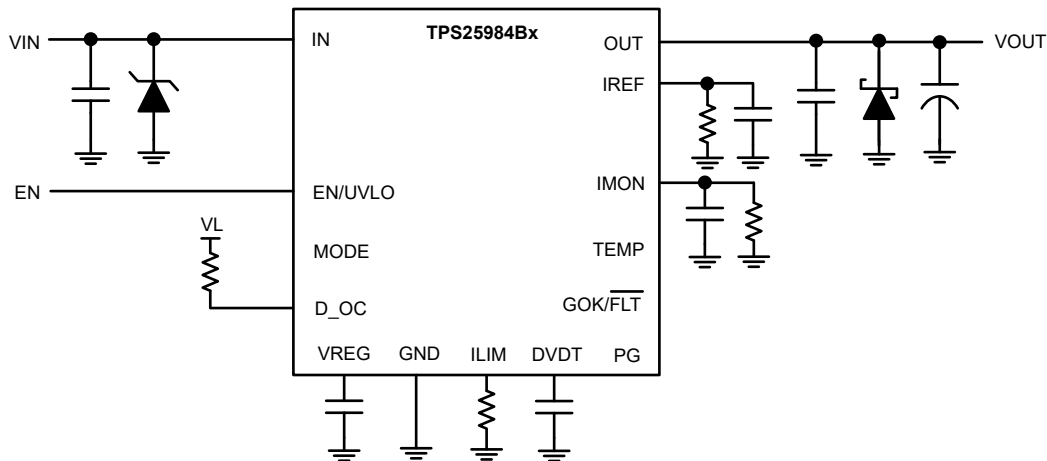 TPS25984Bx
VIN
IN
OUT
VOUT
IREF
EN
EN/UVLO
IMON
VL
MODE
TEMP
D_OC
GOK/FLT
VREG
GND
ILIM
DVDT
PG